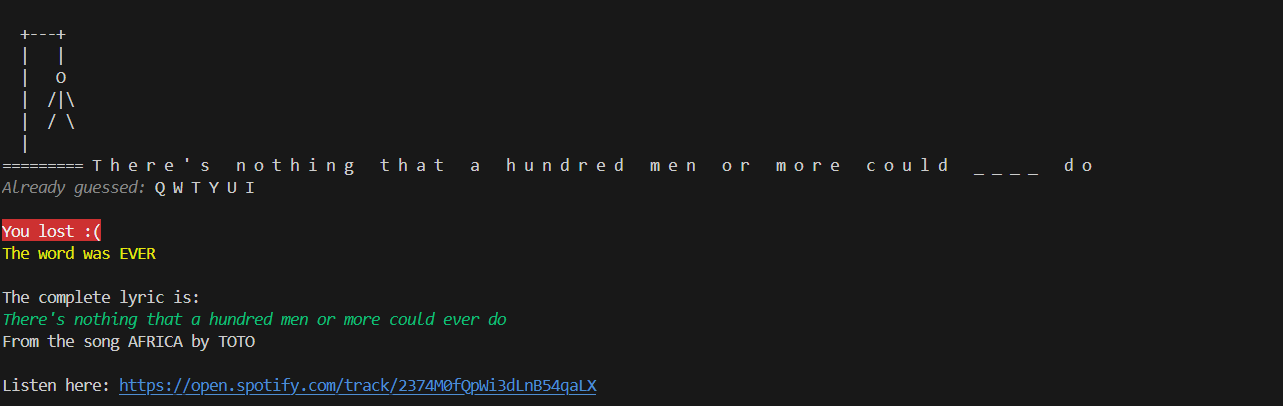 +---+
|   |
|   O
|  /|\
|  / \
|
========= T h e r e ' s   n o t h i n g   t h a t   a   h u n d r e d   m e n   o r   m o r e   c o u l d   _ _ _ _   d o
Already guessed: Q W T Y U I
You lost :(
The word was EVER
The complete lyric is:
There's nothing that a hundred men or more could ever do
From the song AFRICA by TOTO
Listen here: https://open.spotify.com/track/2374M0fQpWi3dLnB54qaLX